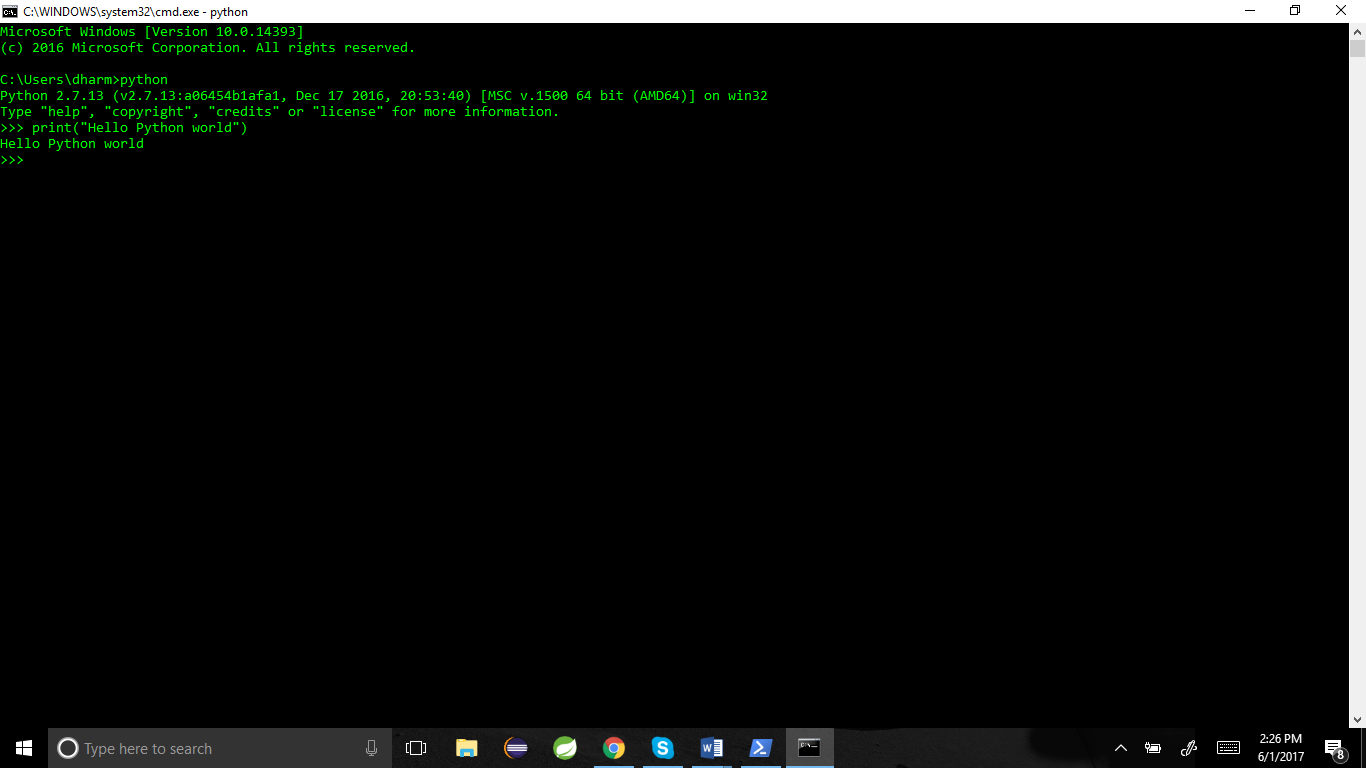 C:\WINDOWS\system32\cmd.exe - python
Microsoft Windows [Version 10.0.14393]
(c) 2016 Microsoft Corporation. All rights reserved.
C:\Users\dharm>python
Python 2.7.13 (v2.7.13:a06454b1afa1, Dec 17 2016, 20:53:40) [MSC v.1500 64 bit (AMD64)] on win32
Type "help", "copyright", "credits" or "license" for more information.
>>> print("Hello Python world")
Hello Python world
>>>
Type here to search
2:26 PM
6/1/2017
8